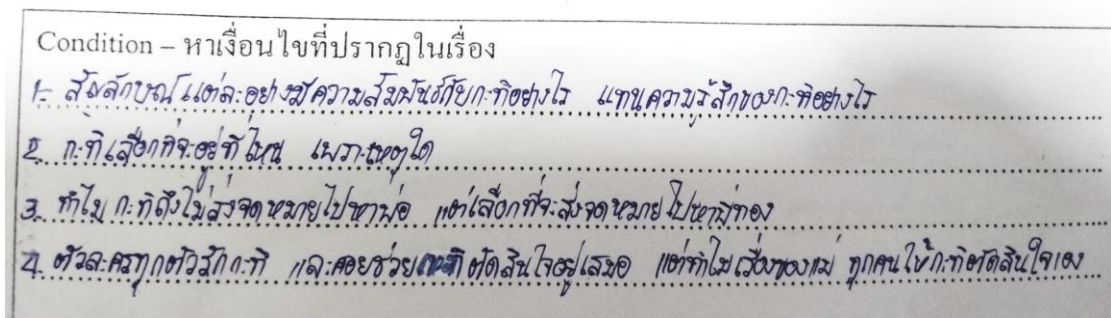 Condition – หาเงื่อนไขที่ปรากฏในเรื่อง
1. สัญลักษณ์แต่ละอย่างมีความสัมพันธ์กับกะทิอย่างไร แทนความรู้สึกของกะทิอย่างไร
2. กะทิเลือกที่จะอยู่ที่ไหน เพราะเหตุใด
3. ทำไมกะทิถึงไม่ส่งจดหมายไปหาพ่อ แต่เลือกที่จะส่งจดหมายไปหาพี่ทอง
4. ตัวละครทุกตัวรักกะทิ และคอยช่วยกะทิตัดสินใจอยู่เสมอ แต่ทำไมเรื่องของแม่ ทุกคนให้กะทิตัดสินใจเอง